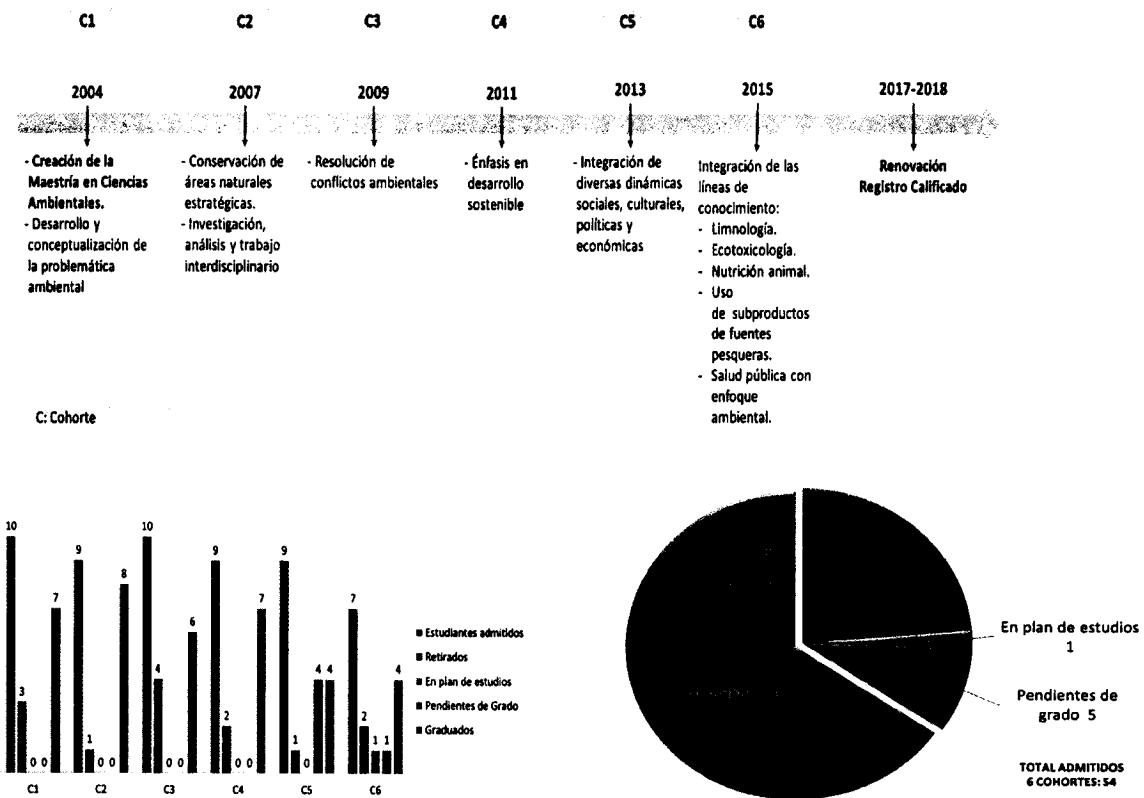 C1 C2 C3 C4 C5 C6
2004 2007 2009 2011 2013 2015 2017-2018
- Creación de la
Maestría en Ciencias
Ambientales.
- Desarrollo y
conceptualización de
la problemática
ambiental
- Conservación de
áreas naturales
estratégicas.
- Investigación,
análisis y trabajo
interdisciplinario
- Resolución de
conflictos ambientales
- Énfasis en
desarrollo
sostenible
- Integración de
diversas dinámicas
sociales, culturales,
políticas y
económicas
Integración de las
líneas de
conocimiento:
- Limnología.
- Ecotoxicología.
- Nutrición animal.
- Uso
de subproductos
de fuentes
pesqueras.
- Salud pública con
enfoque
ambiental.
Renovación
Registro Calificado
C: Cohorte
10 3 0 0 7
9 1 0 0 8
10 4 0 0 6
9 2 0 0 7
9 1 0 4 4
7 2 1 1 4
C1 C2 C3 C4 C5 C6
Estudiantes admitidos
Retirados
En plan de estudios
Pendientes de Grado
Graduados
En plan de estudios
1
Pendientes de
grado 5
TOTAL ADMITIDOS
6 COHORTES: 54